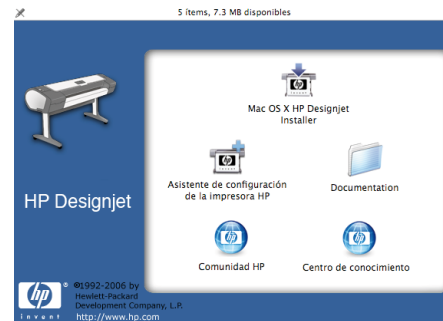 5 ítems, 7.3 MB disponibles
Mac OS X HP Designjet
Installer
Asistente de configuración
de la impresora HP
Documentation
HP Designjet
Comunidad HP
Centro de conocimiento
hp
invent
®
©1992-2006 by
Hewlett-Packard
Development Company, L.P.
http://www.hp.com